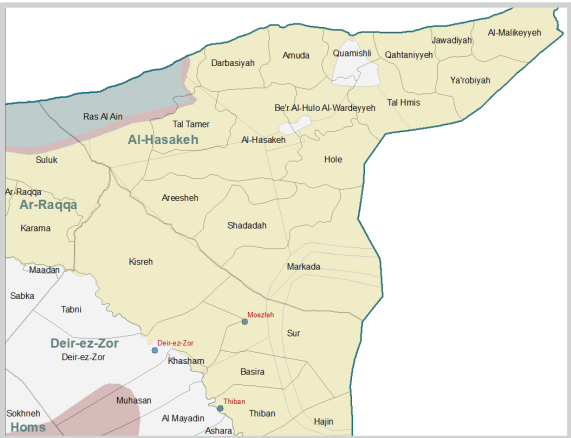 Al-Malikeyyeh
Jawadiyah
Amuda
Quamishli
Qahtaniyyeh
Darbasiyah
Ya'robiyah
Tal Hmis
Be'r Al-Hulo Al-Wardeyyeh
Ras Al Ain
Tal Tamer
Al-Hasakeh
Al-Hasakeh
Suluk
Hole
Ar-Raqqa
Ar-Raqqa
Areesheh
Karama
Shadadah
Kisreh
Markada
Maadan
Sabka
Tabni
Moezleh
Sur
Deir-ez-Zor
Deir-ez-Zor
Deir-ez-Zor
Khasham
Basira
Muhasan
Thiban
Sokhneh
Al Mayadin
Thiban
Hajin
Homs
Ashara